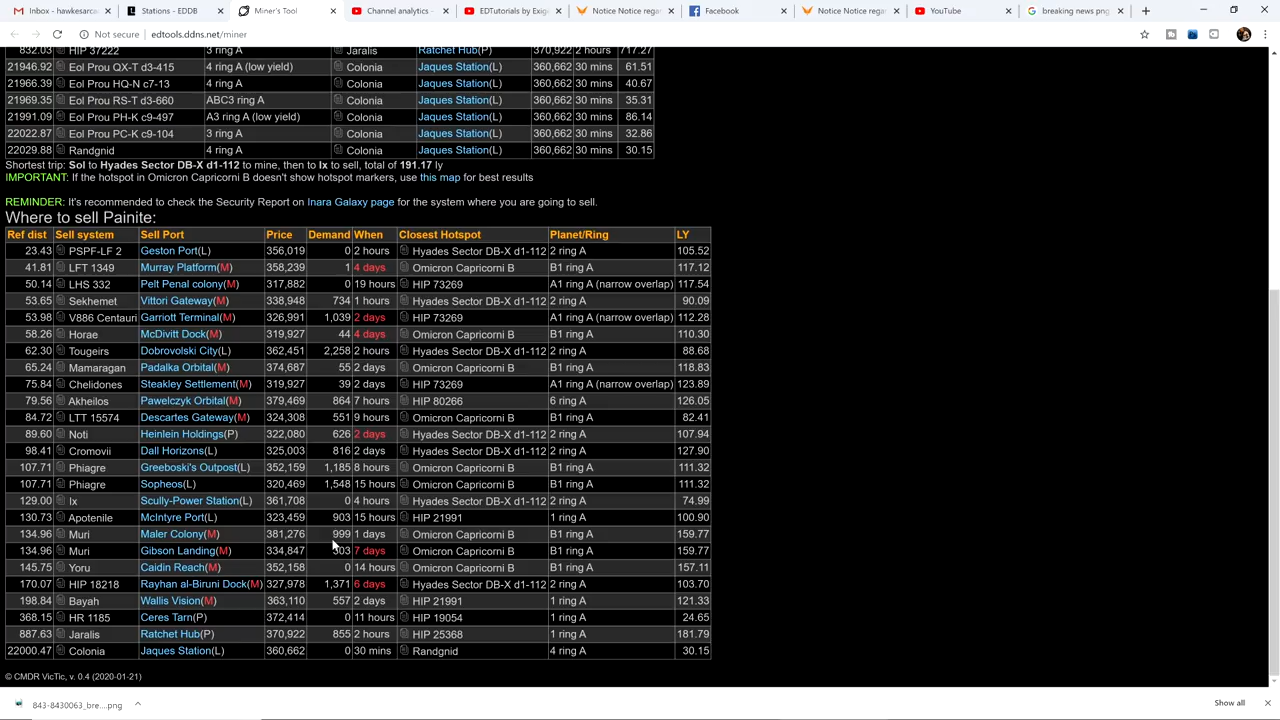 Inbox - hawkesarce
Stations - EDDB
Miner's Tool
Channel analytics -
EDTutorials by Exig
Notice Notice regar
Facebook
Notice Notice regar
YouTube
breaking news png
Not secure edtools.ddns.net/miner
832.03 HIP 37222 3 ring A Jaralis Ratchet Hub(P) 370,922 2 hours 717.27
21946.92 Eol Prou QX-T d3-415 4 ring A (low yield) Colonia Jaques Station(L) 360,662 30 mins 61.51
21966.39 Eol Prou HQ-N c7-13 4 ring A Colonia Jaques Station(L) 360,662 30 mins 40.67
21969.35 Eol Prou RS-T d3-660 ABC3 ring A Colonia Jaques Station(L) 360,662 30 mins 35.31
21991.09 Eol Prou PH-K c9-497 A3 ring A (low yield) Colonia Jaques Station(L) 360,662 30 mins 86.14
22022.87 Eol Prou PC-K c9-104 3 ring A Colonia Jaques Station(L) 360,662 30 mins 32.86
22029.88 Randgnid 4 ring A Colonia Jaques Station(L) 360,662 30 mins 30.15
Shortest trip: Sol to Hyades Sector DB-X d1-112 to mine, then to Ix to sell, total of 191.17 ly
IMPORTANT: If the hotspot in Omicron Capricorni B doesn't show hotspot markers, use this map for best results
REMINDER: It's recommended to check the Security Report on Inara Galaxy page for the system where you are going to sell.
Where to sell Painite:
Ref dist Sell system Sell Port Price Demand When Closest Hotspot Planet/Ring LY
23.43 PSPF-LF 2 Geston Port(L) 356,019 0 2 hours Hyades Sector DB-X d1-112 2 ring A 105.52
41.81 LFT 1349 Murray Platform(M) 358,239 1 4 days Omicron Capricorni B B1 ring A 117.12
50.14 LHS 332 Pelt Penal colony(M) 317,882 0 19 hours HIP 73269 A1 ring A (narrow overlap) 117.54
53.65 Sekhemet Vittori Gateway(M) 338,948 734 1 hours Hyades Sector DB-X d1-112 2 ring A 90.09
53.98 V886 Centauri Garriott Terminal(M) 326,991 1,039 2 days HIP 73269 A1 ring A (narrow overlap) 112.28
58.26 Horae McDivitt Dock(M) 319,927 44 4 days Omicron Capricorni B B1 ring A 110.30
62.30 Tougeirs Dobrovolski City(L) 362,451 2,258 2 hours Hyades Sector DB-X d1-112 2 ring A 88.68
65.24 Mamaragan Padalka Orbital(M) 374,687 55 2 days Omicron Capricorni B B1 ring A 118.83
75.84 Chelidones Steakley Settlement(M) 319,927 39 2 days HIP 73269 A1 ring A (narrow overlap) 123.89
79.56 Akheilos Pawelczyk Orbital(M) 379,469 864 7 hours HIP 80266 6 ring A 126.05
84.72 LTT 15574 Descartes Gateway(M) 324,308 551 9 hours Omicron Capricorni B B1 ring A 82.41
89.60 Noti Heinlein Holdings(P) 322,080 626 2 days Hyades Sector DB-X d1-112 2 ring A 107.94
98.41 Cromovii Dall Horizons(L) 325,003 816 2 days Hyades Sector DB-X d1-112 2 ring A 127.90
107.71 Phiagre Greeboski's Outpost(L) 352,159 1,185 8 hours Omicron Capricorni B B1 ring A 111.32
107.71 Phiagre Sopheos(L) 320,469 1,548 15 hours Omicron Capricorni B B1 ring A 111.32
129.00 Ix Scully-Power Station(L) 361,708 0 4 hours Hyades Sector DB-X d1-112 2 ring A 74.99
130.73 Apotenile McIntyre Port(L) 323,459 903 15 hours HIP 21991 1 ring A 100.90
134.96 Muri Maler Colony(M) 381,276 999 1 days Omicron Capricorni B B1 ring A 159.77
134.96 Muri Gibson Landing(M) 334,847 303 7 days Omicron Capricorni B B1 ring A 159.77
145.75 Yoru Caidin Reach(M) 352,158 0 14 hours Omicron Capricorni B B1 ring A 157.11
170.07 HIP 18218 Rayhan al-Biruni Dock(M) 327,978 1,371 6 days Hyades Sector DB-X d1-112 2 ring A 103.70
198.84 Bayah Wallis Vision(M) 363,110 557 2 days HIP 21991 1 ring A 121.33
368.15 HR 1185 Ceres Tarn(P) 372,414 0 11 hours HIP 19054 1 ring A 24.65
887.63 Jaralis Ratchet Hub(P) 370,922 855 2 hours HIP 25368 1 ring A 181.79
22000.47 Colonia Jaques Station(L) 360,662 0 30 mins Randgnid 4 ring A 30.15
© CMDR VicTic, v. 0.4 (2020-01-21)
843-8430063_bre....png
Show all